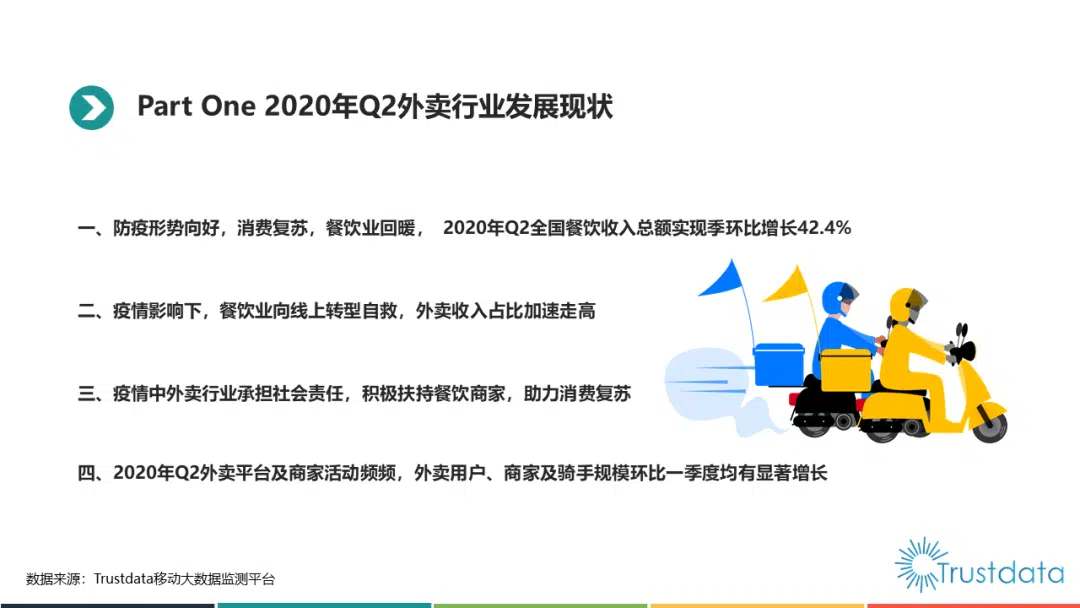 Part One 2020年Q2外卖行业发展现状
一、防疫形势向好，消费复苏，餐饮业回暖， 2020年Q2全国餐饮收入总额实现季环比增长42.4%
二、疫情影响下，餐饮业向线上转型自救，外卖收入占比加速走高
三、疫情中外卖行业承担社会责任，积极扶持餐饮商家，助力消费复苏
四、2020年Q2外卖平台及商家活动频频，外卖用户、商家及骑手规模环比一季度均有显著增长
数据来源：Trustdata移动大数据监测平台
Trustdata